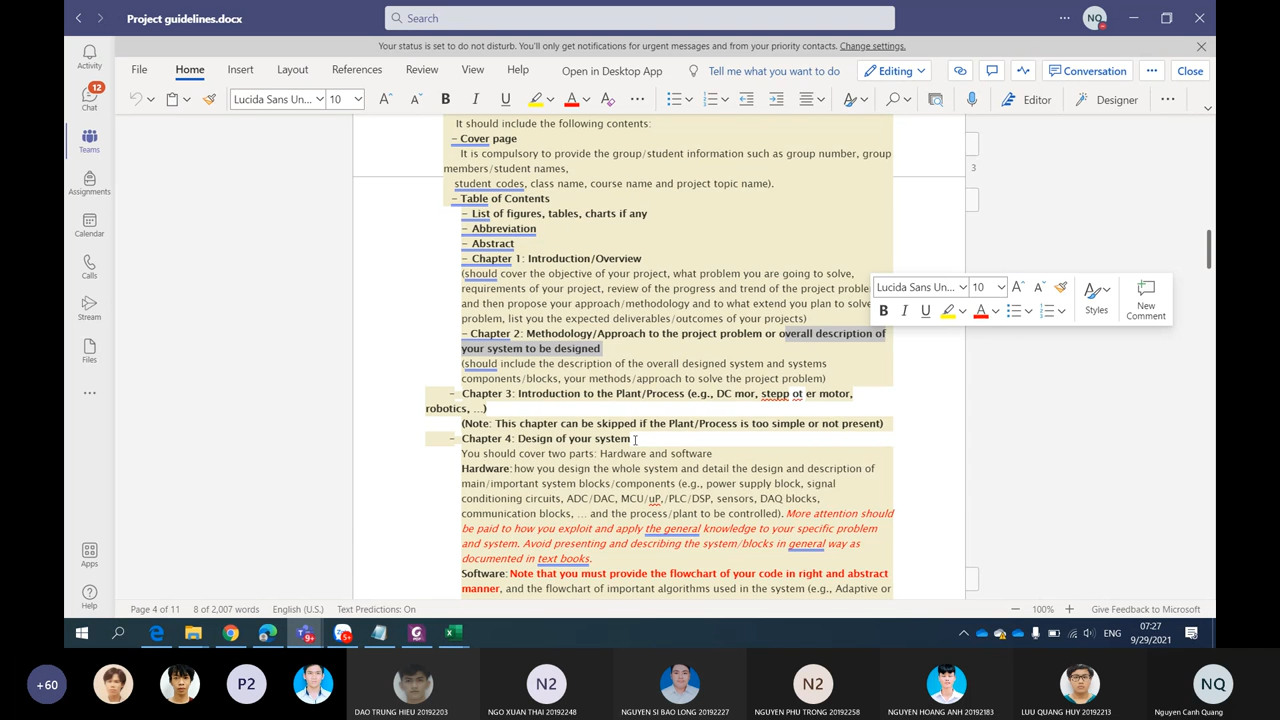 Project guidelines.docx
Search
NQ
Your status is set to do not disturb. You'll only get notifications for urgent messages and from your priority contacts. Change settings.
File Home Insert Layout References Review View Help Open in Desktop App Tell me what you want to do Editing Conversation Close
Lucida Sans Un... 10 B I U A Editor Designer
Activity
12
Chat
Teams
Assignments
Calendar
Calls
Stream
Files
Apps
Help
It should include the following contents:
– Cover page
It is compulsory to provide the group/student information such as group number, group
members/student names,
student codes, class name, course name and project topic name).
3
– Table of Contents
– List of figures, tables, charts if any
– Abbreviation
– Abstract
– Chapter 1: Introduction/Overview
(should cover the objective of your project, what problem you are going to solve,
requirements of your project, review of the progress and trend of the project
and then propose your approach/methodology and to what extend you plan to solve
problem, list you the expected deliverables/outcomes of your projects)
Lucida Sans Un... 10
B I U A
Styles
New
Comment
– Chapter 2: Methodology/Approach to the project problem or overall description of
your system to be designed
(should include the description of the overall designed system and systems
components/blocks, your methods/approach to solve the project problem)
– Chapter 3: Introduction to the Plant/Process (e.g., DC mor, stepp ot er motor,
robotics, ...)
(Note: This chapter can be skipped if the Plant/Process is too simple or not present)
– Chapter 4: Design of your system
You should cover two parts: Hardware and software
Hardware: how you design the whole system and detail the design and description of
main/important system blocks/components (e.g., power supply block, signal
conditioning circuits, ADC/DAC, MCU/uP,/PLC/DSP, sensors, DAQ blocks,
communication blocks, ... and the process/plant to be controlled). More attention should
be paid to how you exploit and apply the general knowledge to your specific problem
and system. Avoid presenting and describing the system/blocks in general way as
documented in text books.
Software: Note that you must provide the flowchart of your code in right and abstract
manner, and the flowchart of important algorithms used in the system (e.g., Adaptive or
Page 4 of 11 8 of 2,007 words English (U.S.) Text Predictions: On 100% Give Feedback to Microsoft
9+ 5+ ENG 07:27
9/29/2021
+60 P2 N2 N2 NQ
DAO TRUNG HIEU 20192203 NGO XUAN THAI 20192248 NGUYEN SI BAO LONG 20192227 NGUYEN PHU TRONG 20192258 NGUYEN HOANG ANH 20192183 LUU QUANG HUY 20192213 Nguyen Canh Quang